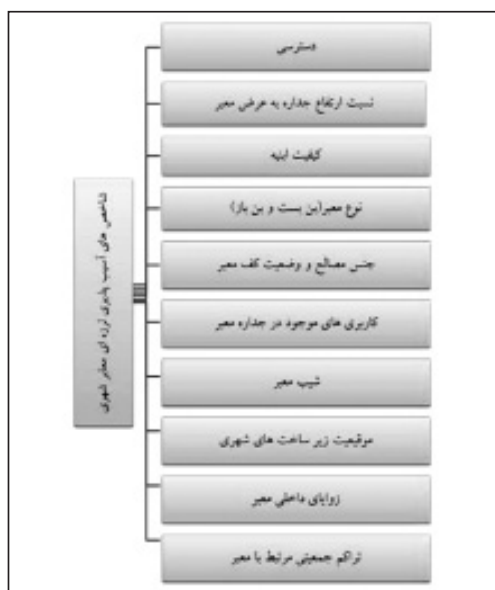 شاخص های آسیب پذیری لرزه ای معابر شهری
دسترسی
نسبت ارتفاع جداره به عرض معبر
کیفیت ابنیه
نوع معبر(بن بست و بن باز)
جنس مصالح و وضعیت کف معبر
کاربری های موجود در جداره معبر
شیب معبر
موقیعیت زیر ساخت های شهری
زوایای داخلی معبر
تراکم جمعیتی مرتبط با معبر